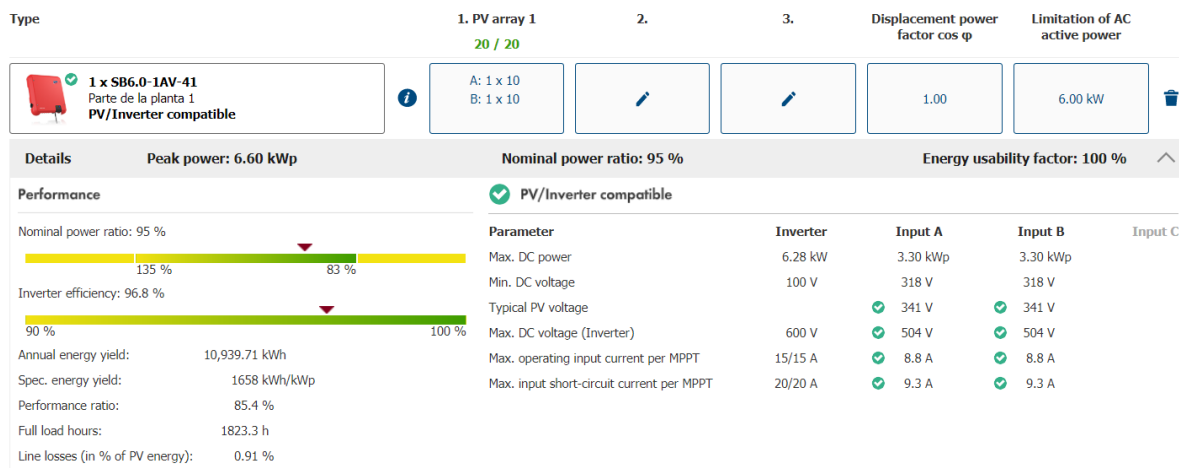 Type 1. PV array 1 2. 3. Displacement power factor cos φ Limitation of AC active power
20 / 20
1 x SB6.0-1AV-41
Parte de la planta 1
PV/Inverter compatible
A: 1 x 10
B: 1 x 10
1.00
6.00 kW
Details Peak power: 6.60 kWp Nominal power ratio: 95 % Energy usability factor: 100 %
Performance
Nominal power ratio: 95 %
135 % 83 %
Inverter efficiency: 96.8 %
90 % 100 %
Annual energy yield: 10,939.71 kWh
Spec. energy yield: 1658 kWh/kWp
Performance ratio: 85.4 %
Full load hours: 1823.3 h
Line losses (in % of PV energy): 0.91 %
PV/Inverter compatible
Parameter Inverter Input A Input B Input C
Max. DC power 6.28 kW 3.30 kWp 3.30 kWp
Min. DC voltage 100 V 318 V 318 V
Typical PV voltage 341 V 341 V
Max. DC voltage (Inverter) 600 V 504 V 504 V
Max. operating input current per MPPT 15/15 A 8.8 A 8.8 A
Max. input short-circuit current per MPPT 20/20 A 9.3 A 9.3 A